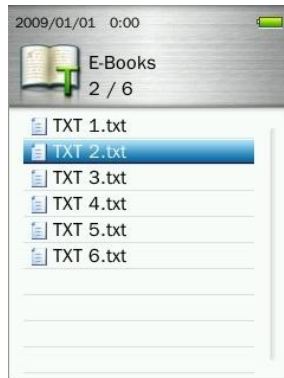 2009/01/01 0:00
E-Books
T
2 / 6
TXT 1.txt
TXT 2.txt
TXT 3.txt
TXT 4.txt
TXT 5.txt
TXT 6.txt